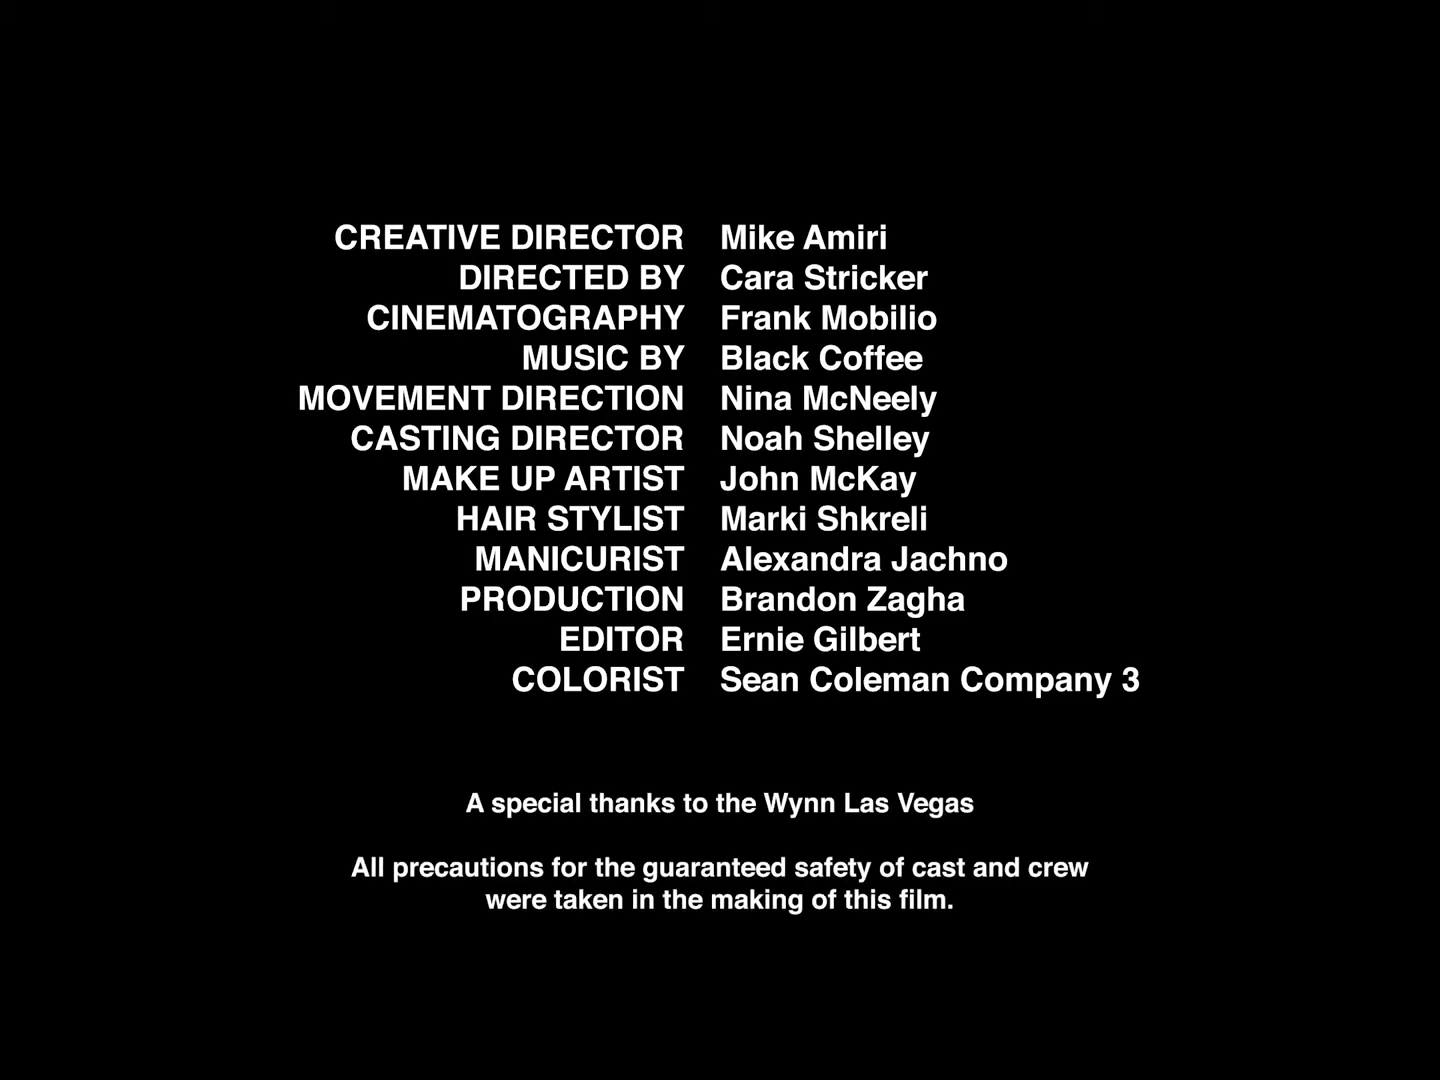 CREATIVE DIRECTOR Mike Amiri
DIRECTED BY Cara Stricker
CINEMATOGRAPHY Frank Mobilio
MUSIC BY Black Coffee
MOVEMENT DIRECTION Nina McNeely
CASTING DIRECTOR Noah Shelley
MAKE UP ARTIST John McKay
HAIR STYLIST Marki Shkreli
MANICURIST Alexandra Jachno
PRODUCTION Brandon Zagha
EDITOR Ernie Gilbert
COLORIST Sean Coleman Company 3
A special thanks to the Wynn Las Vegas
All precautions for the guaranteed safety of cast and crew
were taken in the making of this film.